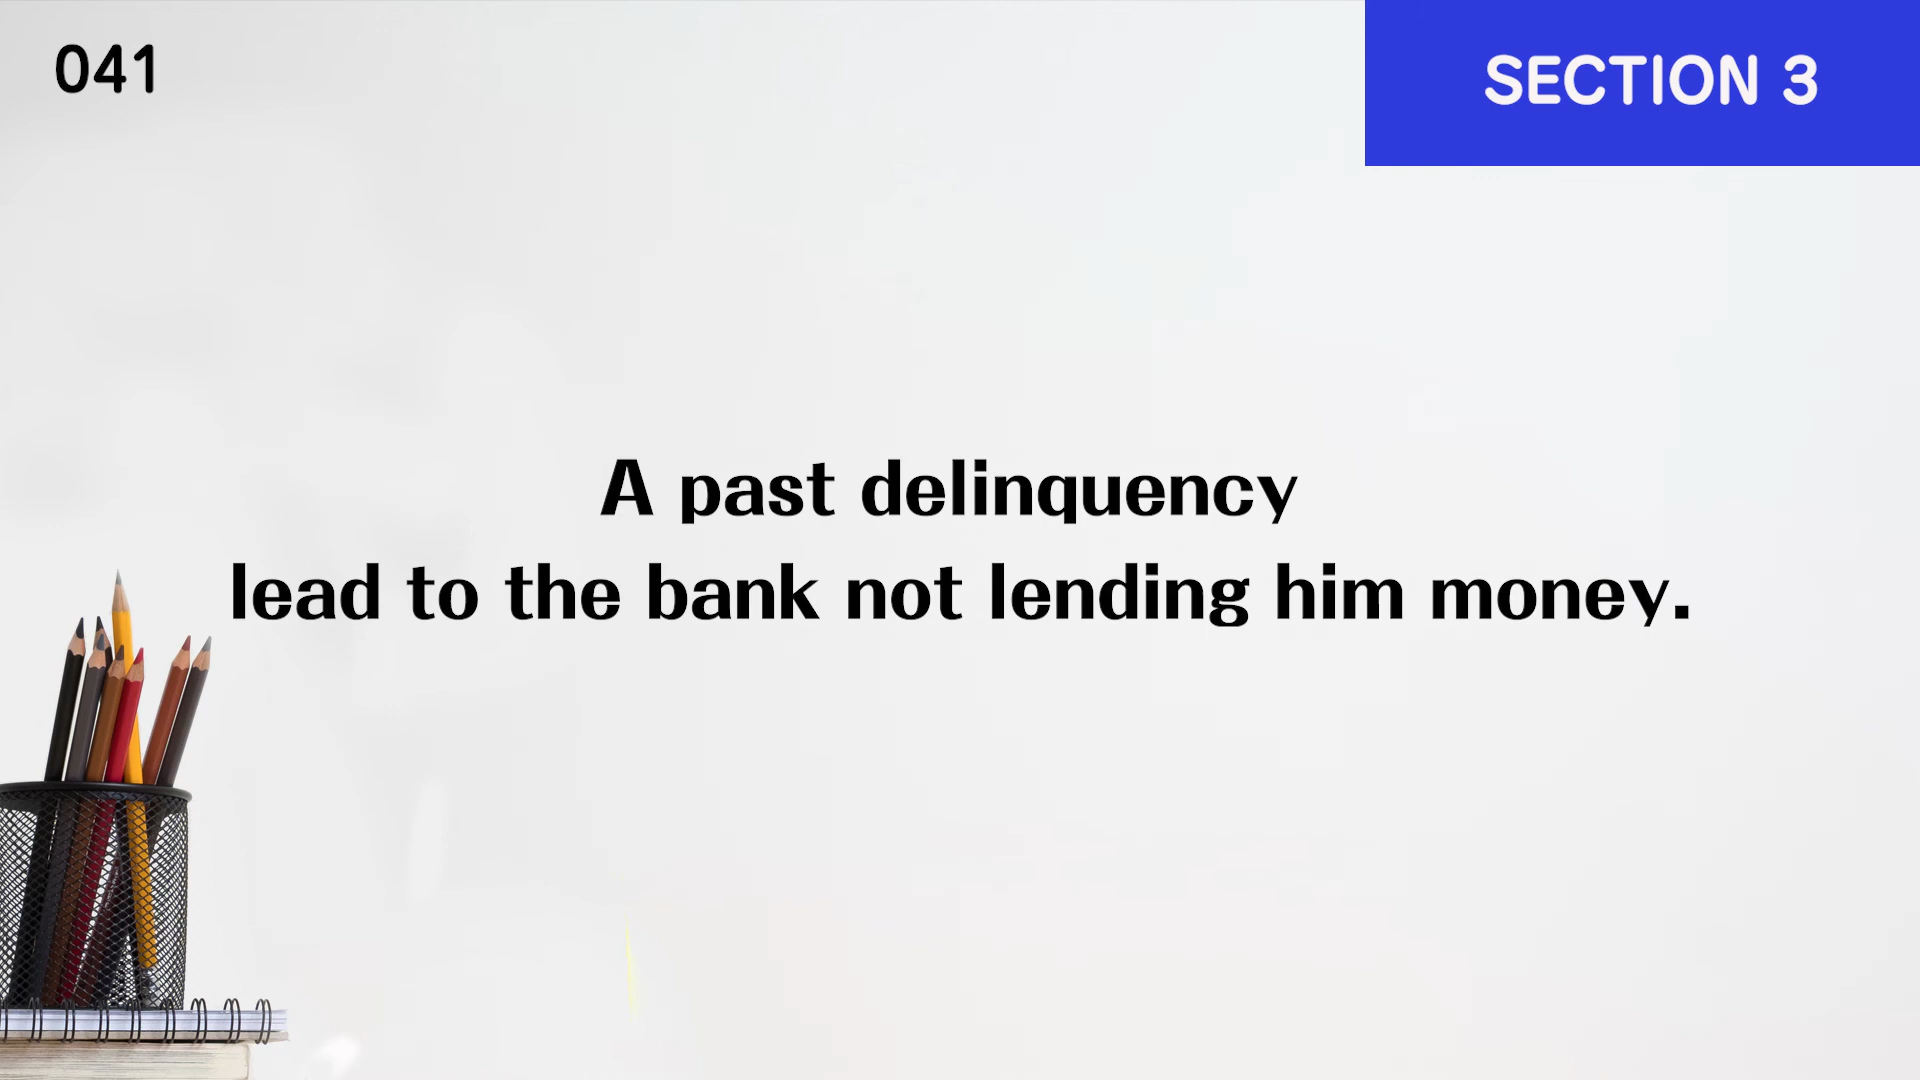 041
SECTION 3
A past delinquency
lead to the bank not lending him money.